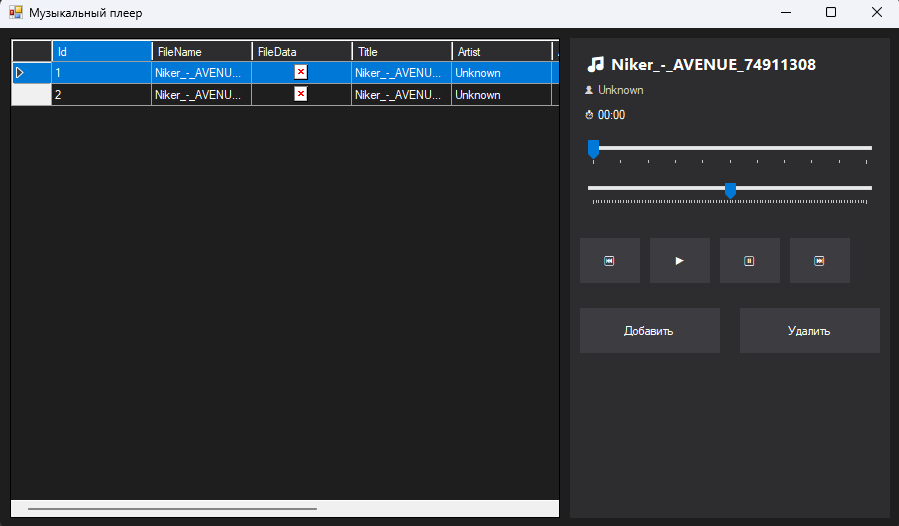 Музыкальный плеер
Id FileName FileData Title Artist
1 Niker_-_AVENU... Niker_-_AVENU... Unknown
2 Niker_-_AVENU... Niker_-_AVENU... Unknown
Niker_-_AVENUE_74911308
Unknown
00:00
Добавить Удалить